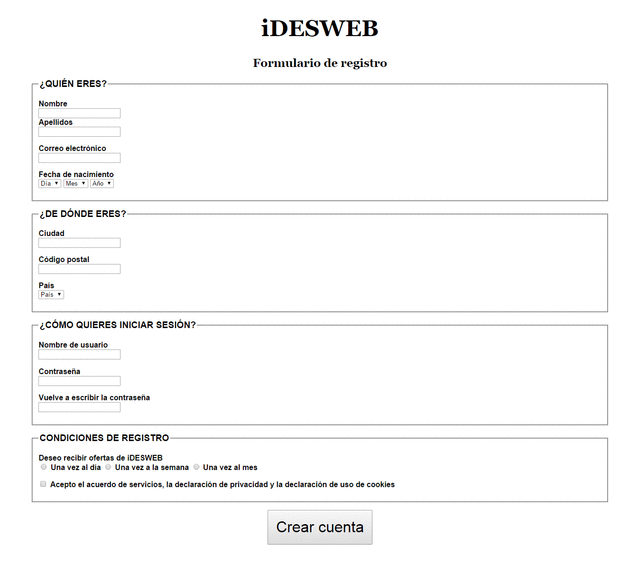 iDESWEB
Formulario de registro
¿QUIÉN ERES?
Nombre
Apellidos
Correo electrónico
Fecha de nacimiento
Día Mes Año
¿DE DÓNDE ERES?
Ciudad
Código postal
País
País
¿CÓMO QUIERES INICIAR SESIÓN?
Nombre de usuario
Contraseña
Vuelve a escribir la contraseña
CONDICIONES DE REGISTRO
Deseo recibir ofertas de iDESWEB
Una vez al día Una vez a la semana Una vez al mes
Acepto el acuerdo de servicios, la declaración de privacidad y la declaración de uso de cookies
Crear cuenta